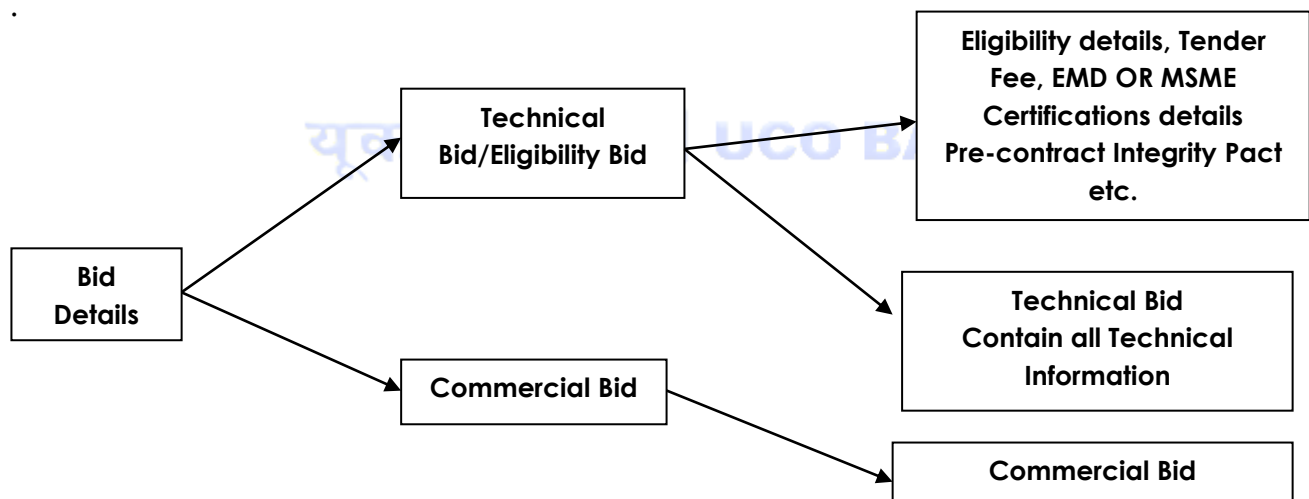 .
Eligibility details, Tender
Fee, EMD OR MSME
Certifications details
Pre-contract Integrity Pact
etc.
Technical
Bid/Eligibility Bid
UCO
Bid
Details
Technical Bid
Contain all Technical
Information
Commercial Bid
Commercial Bid